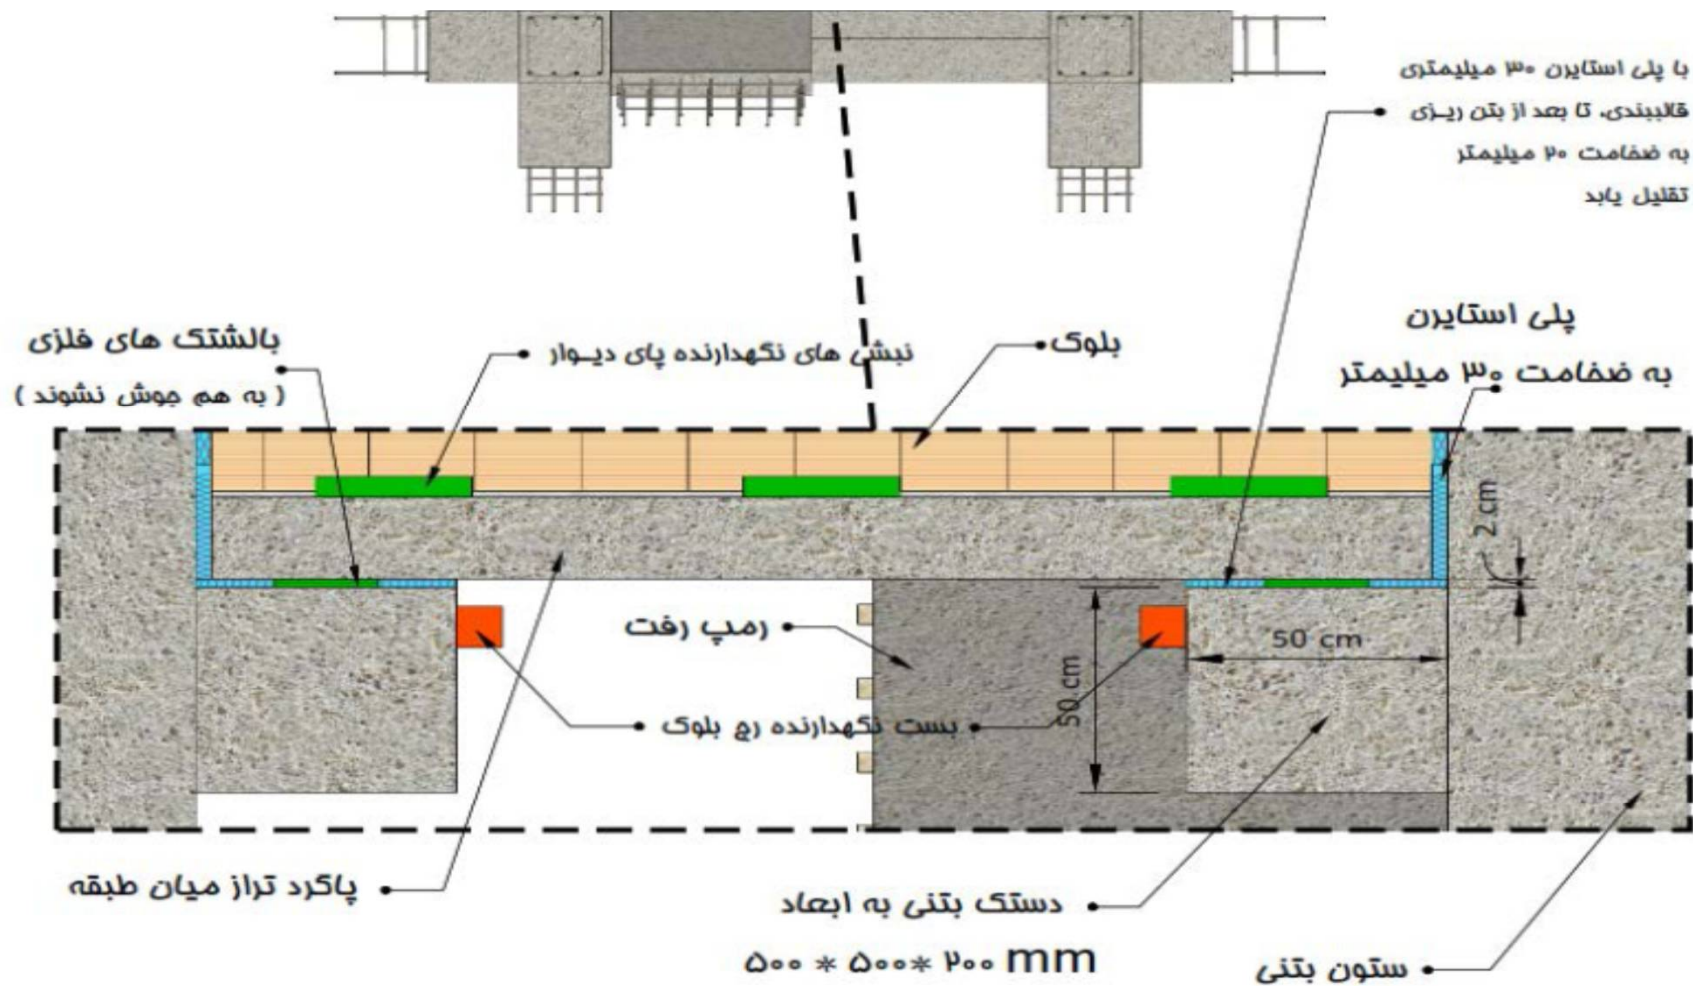 با پلی استایرن ۳۰ میلیمتری
قالببندی، تا بعد از بتن ریـزی
به ضخامت ۲۰ میلیمتر
تقلیل یابد
پلی استایرن
به ضخامت ۳۰ میلیمتر
بلوک
نبشی های نگهدارنده پای دیـوار
بالشتک های فلزی
( به هم جوش نشوند )
2 cm
50 cm
50 cm
رمپ رفت
بست نگهدارنده رج بلوک
پاگرد تراز میان طبقه
دستک بتنی به ابعاد
۵۰۰ * ۵۰۰* ۲۰۰ mm
ستون بتنی